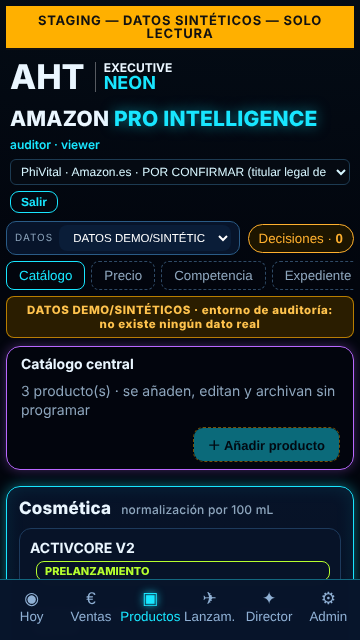 STAGING — DATOS SINTÉTICOS — SOLO
LECTURA
AHT
EXECUTIVE
NEON
AMAZON PRO INTELLIGENCE
auditor · viewer
PhiVital · Amazon.es · POR CONFIRMAR (titular legal de
Salir
DATOS
DATOS DEMO/SINTÉTIC
Decisiones · 0
Catálogo
Precio
Competencia
Expediente
DATOS DEMO/SINTÉTICOS · entorno de auditoría:
no existe ningún dato real
Catálogo central
3 producto(s) · se añaden, editan y archivan sin
programar
+ Añadir producto
Cosmética normalización por 100 mL
ACTIVCORE V2
PRELANZAMIENTO
Hoy
€
Ventas
Productos
Lanzam.
Director
Admin